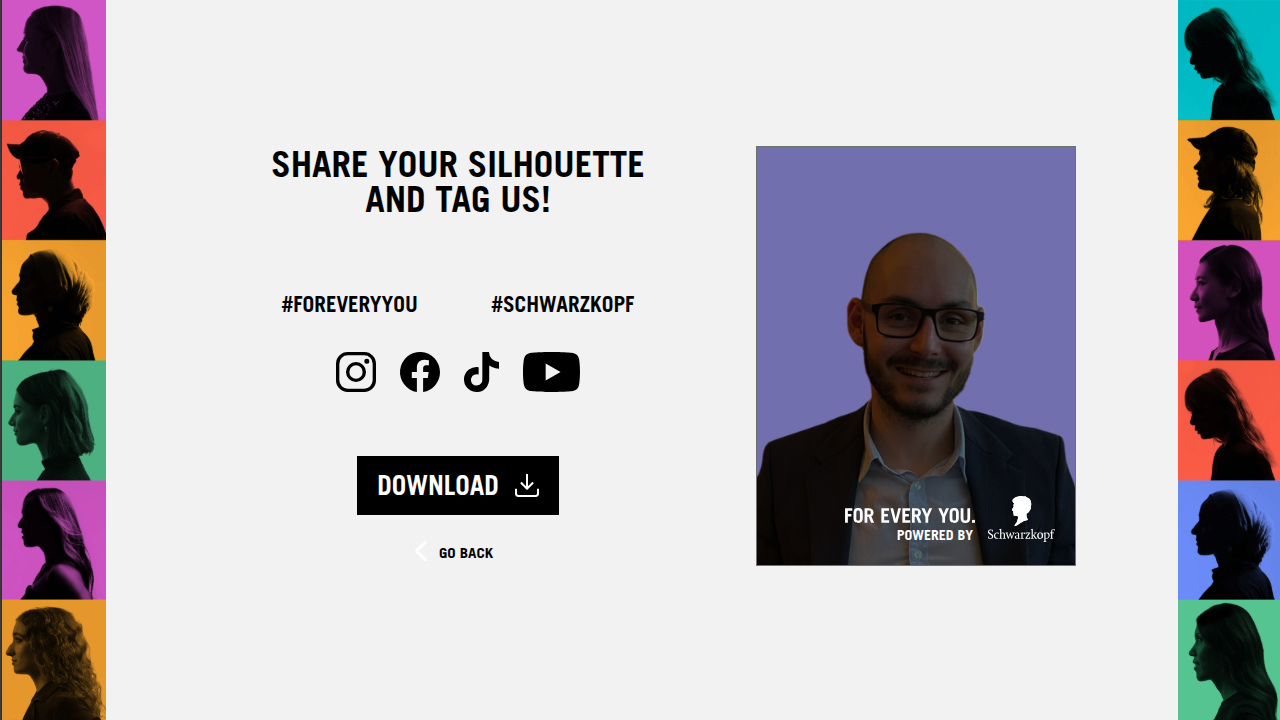 SHARE YOUR SILHOUETTE
AND TAG US!
#FOREVERYYOU
#SCHWARZKOPF
DOWNLOAD
GO BACK
FOR EVERY YOU.
POWERED BY
Schwarzkopf